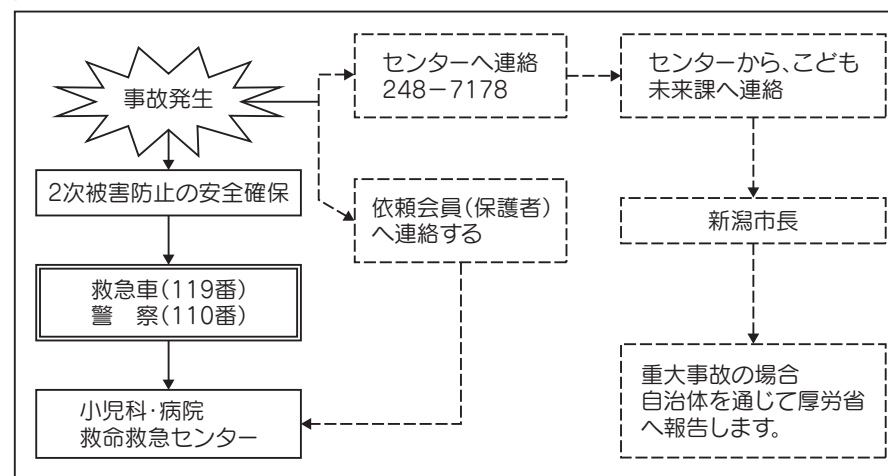 事故発生
2次被害防止の安全確保
救急車(119番)
警　察(110番)
小児科・病院
救命救急センター
センターへ連絡
248－7178
依頼会員(保護者)
へ連絡する
センターから、こども
未来課へ連絡
新潟市長
重大事故の場合
自治体を通じて厚労省
へ報告します。